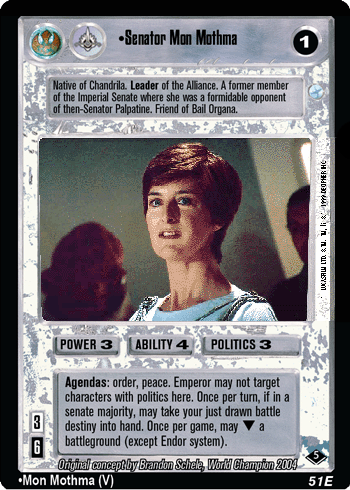 •Senator Mon Mothma
1
Native of Chandrila. Leader of the Alliance. A former member
of the Imperial Senate where she was a formidable opponent
of then-Senator Palpatine. Friend of Bail Organa.
POWER 3 ABILITY 4 POLITICS 3
Agendas: order, peace. Emperor may not target
characters with politics here. Once per turn, if in a
senate majority, may take your just drawn battle
destiny into hand. Once per game, may ▼ a
battleground (except Endor system).
3
6
5
Original concept by Brandon Schele, World Champion 2004
•Mon Mothma (V)
51E